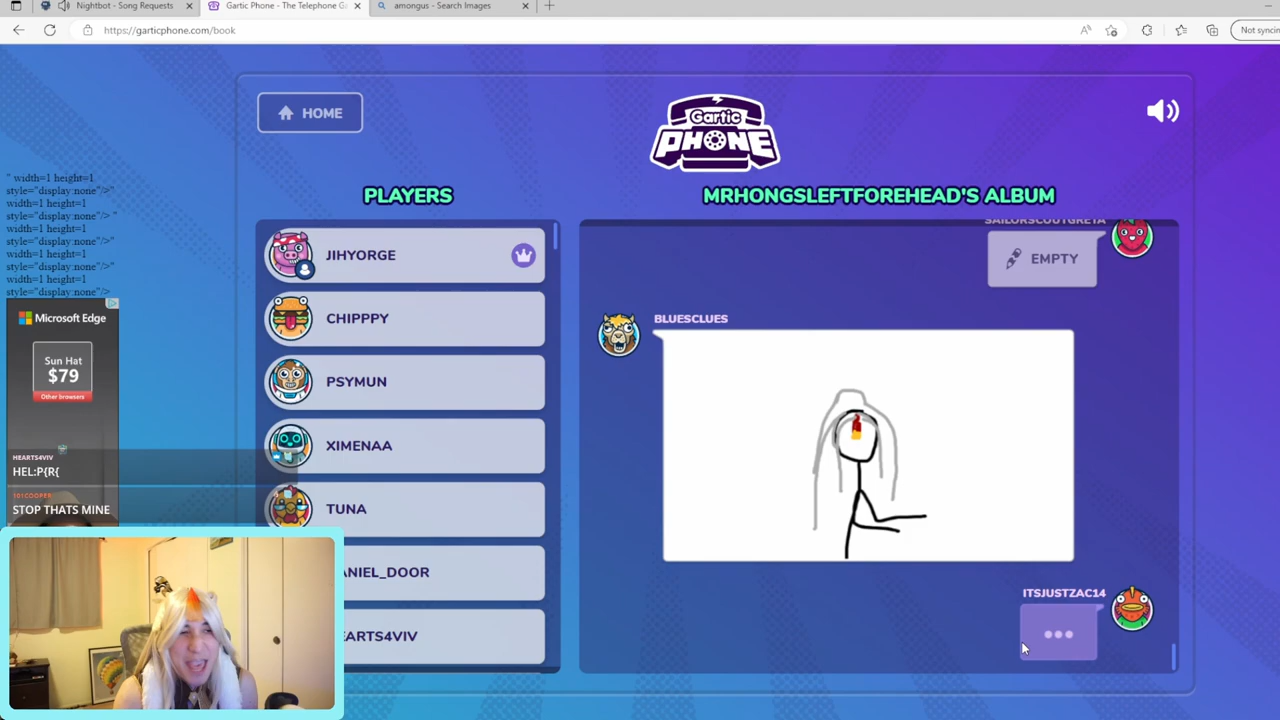 Nightbot - Song Requests
Gartic Phone - The Telephone Ga
amongus - Search Images
https://garticphone.com/book
Not syncin
HOME
Gartic
PHONE
" width=1 height=1
style="display:none"/>"
width=1 height=1
style="display:none"/> "
width=1 height=1
style="display:none"/>"
width=1 height=1
style="display:none"/>"
width=1 height=1
style="display:none"/>
PLAYERS
MRHONGSLEFTFOREHEAD'S ALBUM
JIHYORGE
CHIPPPY
PSYMUN
XIMENAA
TUNA
ANIEL_DOOR
EARTS4VIV
SAILORSCOUTGRETA
EMPTY
BLUESCLUES
ITSJUSTZAC14
Microsoft Edge
Sun Hat
$79
Other browsers
HEARTS4VIV
HEL:P{R{
101COOPER
STOP THATS MINE